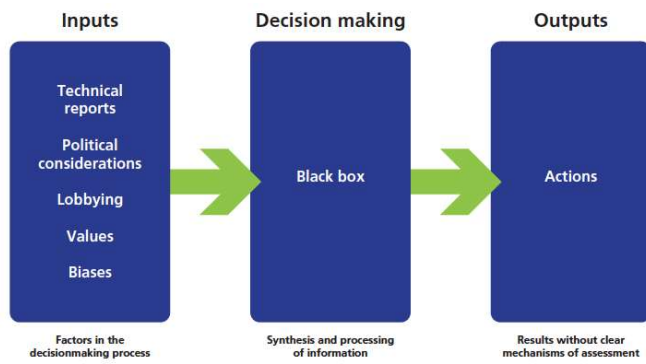 Inputs
Decision making
Outputs
Technical
reports
Political
considerations
Lobbying
Values
Biases
Black box
Actions
Factors in the
decisionmaking process
Synthesis and processing
of information
Results without clear
mechanisms of assessment